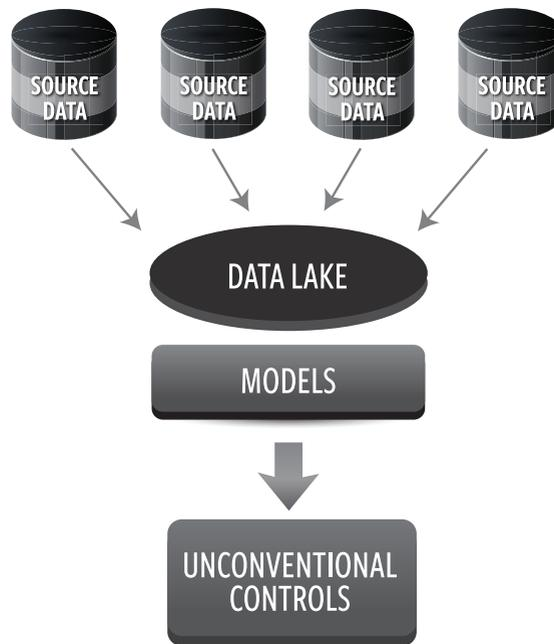 SOURCE
DATA
SOURCE
DATA
SOURCE
DATA
SOURCE
DATA
DATA LAKE
MODELS
UNCONVENTIONAL
CONTROLS